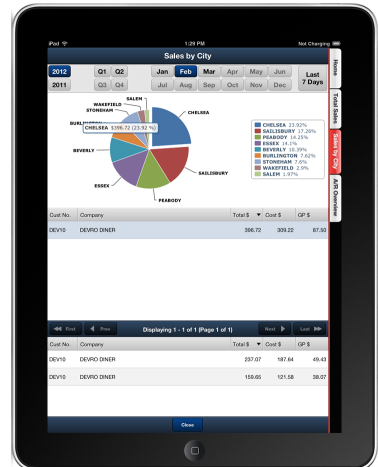 iPad 1:29 PM Not Charging
Sales by City
2012 Q1 Q2 Jan Feb Mar Apr May Jun Last
7 Days
2011 Q3 Q4 Jul Aug Sep Oct Nov Dec
Home
Total Sales
Sales by City
A/R Overview
SALEM
WAKEFIELD
STONEHAM
BURLINGTON
CHELSEA
CHELSEA $396.72 (23.92 %)
BEVERLY
ESSEX
PEABODY
SAILISBURY
CHELSEA 23.92%
SAILISBURY 17.26%
PEABODY 14.25%
ESSEX 14.1%
BEVERLY 10.39%
BURLINGTON 7.62%
STONEHAM 7.6%
WAKEFIELD 2.9%
SALEM 1.97%
Cust No. Company Total $ Cost $ GP $
DEV10 DEVRO DINER 396.72 309.22 87.50
First Prev Displaying 1 - 1 of 1 (Page 1 of 1) Next Last
Cust No. Company Total $ Cost $ GP $
DEV10 DEVRO DINER 237.07 187.64 49.43
DEV10 DEVRO DINER 159.65 121.58 38.07
Close